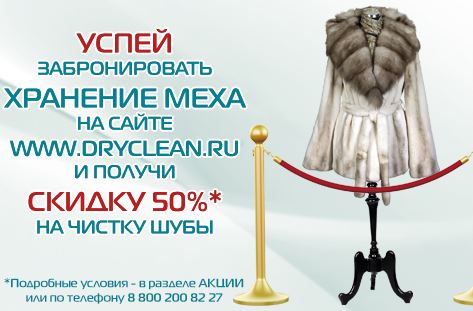 УСПЕЙ
ЗАБРОНИРОВАТЬ
ХРАНЕНИЕ МЕХА
НА САЙТЕ
WWW.DRYCLEAN.RU
И ПОЛУЧИ
СКИДКУ 50%*
НА ЧИСТКУ ШУБЫ
*Подробные условия - в разделе АКЦИИ
или по телефону 8 800 200 82 27